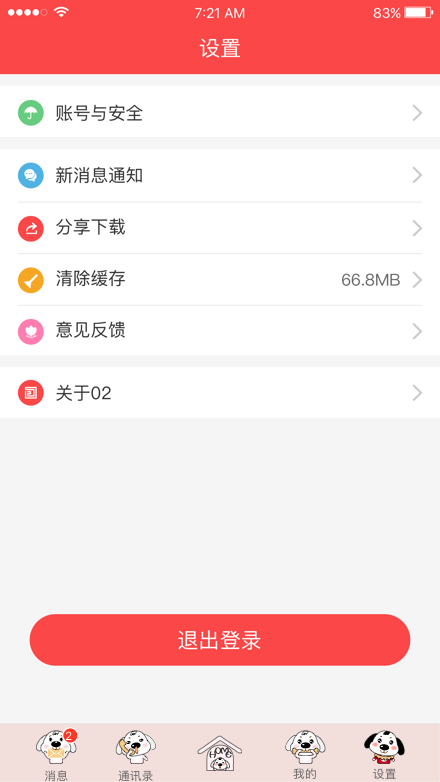 7:21 AM
83%
设置
账号与安全
新消息通知
分享下载
清除缓存 66.8MB
意见反馈
关于02
退出登录
2
HOME
消息
通讯录
我的
设置